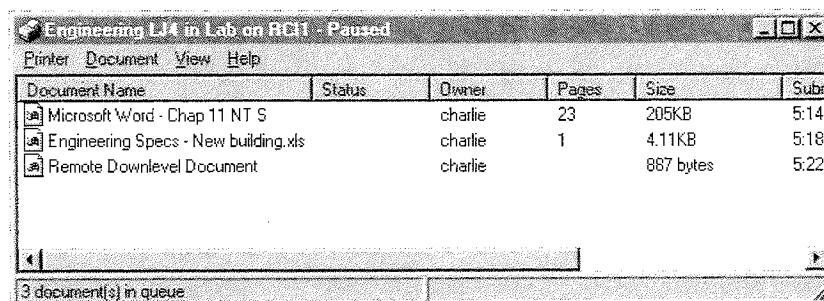 Engineering LJ4 in Lab on RCI1 - Paused
Printer Document View Help
Document Name Status Owner Pages Size Subr
Microsoft Word - Chap 11 NT S charlie 23 205KB 5:14
Engineering Specs - New building.xls charlie 1 4.11KB 5:18
Remote Downlevel Document charlie 887 bytes 5:22
3 document(s) in queue